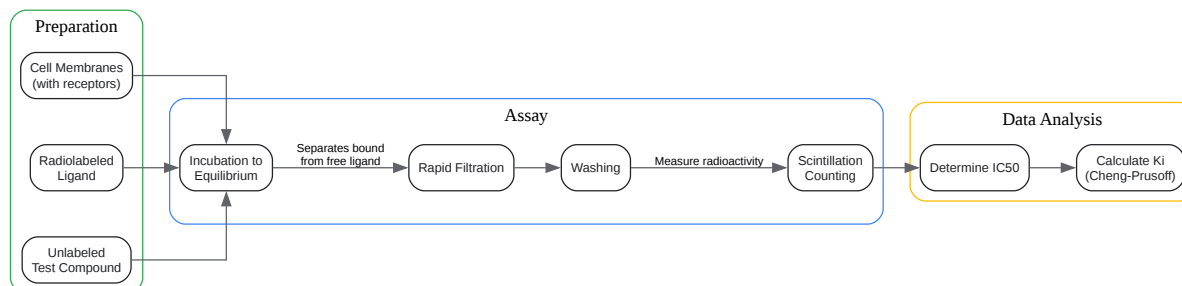 Preparation
Cell Membranes
(with receptors)
Radiolabeled
Ligand
Unlabeled
Test Compound
Assay
Incubation to
Equilibrium
Separates bound
from free ligand
Rapid Filtration
Washing
Measure radioactivity
Scintillation
Counting
Data Analysis
Determine IC50
Calculate Ki
(Cheng-Prusoff)